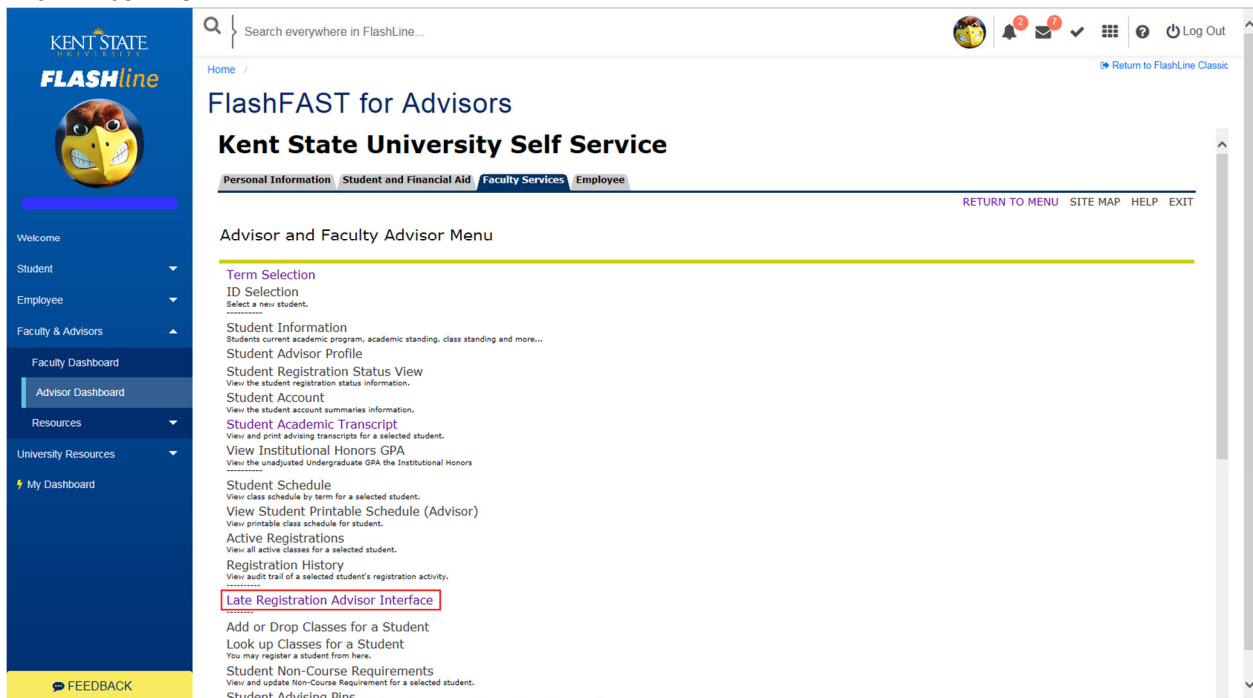 KENT STATE
UNIVERSITY
FLASHline
Search everywhere in FlashLine...
2
7
Log Out
Home /
Return to FlashLine Classic
FlashFAST for Advisors
Kent State University Self Service
Personal Information
Student and Financial Aid
Faculty Services
Employee
RETURN TO MENU SITE MAP HELP EXIT
Welcome
Student
Employee
Faculty & Advisors
Faculty Dashboard
Advisor Dashboard
Resources
University Resources
My Dashboard
FEEDBACK
Advisor and Faculty Advisor Menu
Term Selection
ID Selection
Select a new student.
----------
Student Information
Students current academic program, academic standing, class standing and more...
Student Advisor Profile
Student Registration Status View
View the student registration status information.
Student Account
View the student account summaries information.
Student Academic Transcript
View and print advising transcripts for a selected student.
View Institutional Honors GPA
View the unadjusted Undergraduate GPA the Institutional Honors
----------
Student Schedule
View class schedule by term for a selected student.
View Student Printable Schedule (Advisor)
View printable class schedule for student.
Active Registrations
View all active classes for a selected student.
Registration History
View audit trail of a selected student's registration activity.
----------
Late Registration Advisor Interface
--------
Add or Drop Classes for a Student
Look up Classes for a Student
You may register a student from here.
Student Non-Course Requirements
View and update Non-Course Requirement for a selected student.
Student Advising Pins